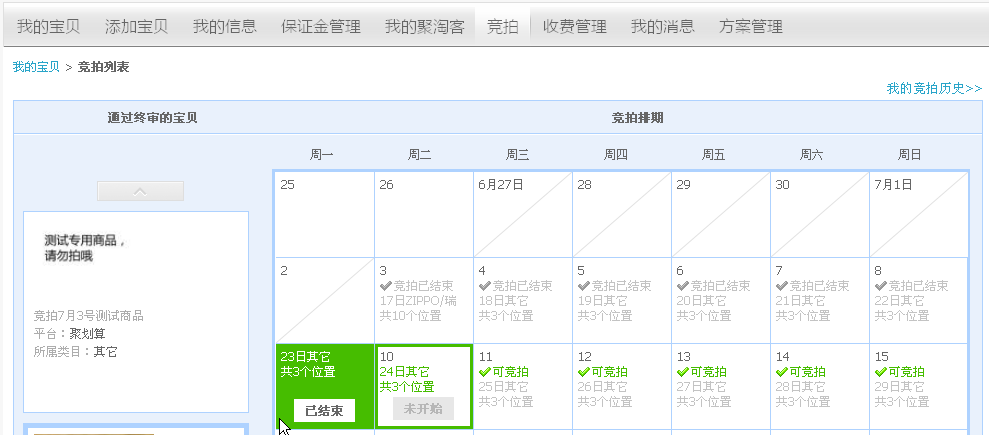 我的宝贝 添加宝贝 我的信息 保证金管理 我的聚淘客 竞拍 收费管理 我的消息 方案管理
我的宝贝 > 竞拍列表
我的竞拍历史>>
通过终审的宝贝 竞拍排期
周一 周二 周三 周四 周五 周六 周日
测试专用商品，
请勿拍哦
竞拍7月3号测试商品
平台：聚划算
所属类目：其它
25 26 6月27日 28 29 30 7月1日
2 3 4 5 6 7 8
竞拍已结束 竞拍已结束 竞拍已结束 竞拍已结束 竞拍已结束 竞拍已结束
17日ZIPPO/瑞 18日其它 19日其它 20日其它 21日其它 22日其它
共10个位置 共3个位置 共3个位置 共3个位置 共3个位置 共3个位置
23日其它 10 11 12 13 14 15
共3个位置 24日其它 可竞拍 可竞拍 可竞拍 可竞拍 可竞拍
共3个位置 25日其它 26日其它 27日其它 28日其它 29日其它
共3个位置 共3个位置 共3个位置 共3个位置 共3个位置
已结束 未开始